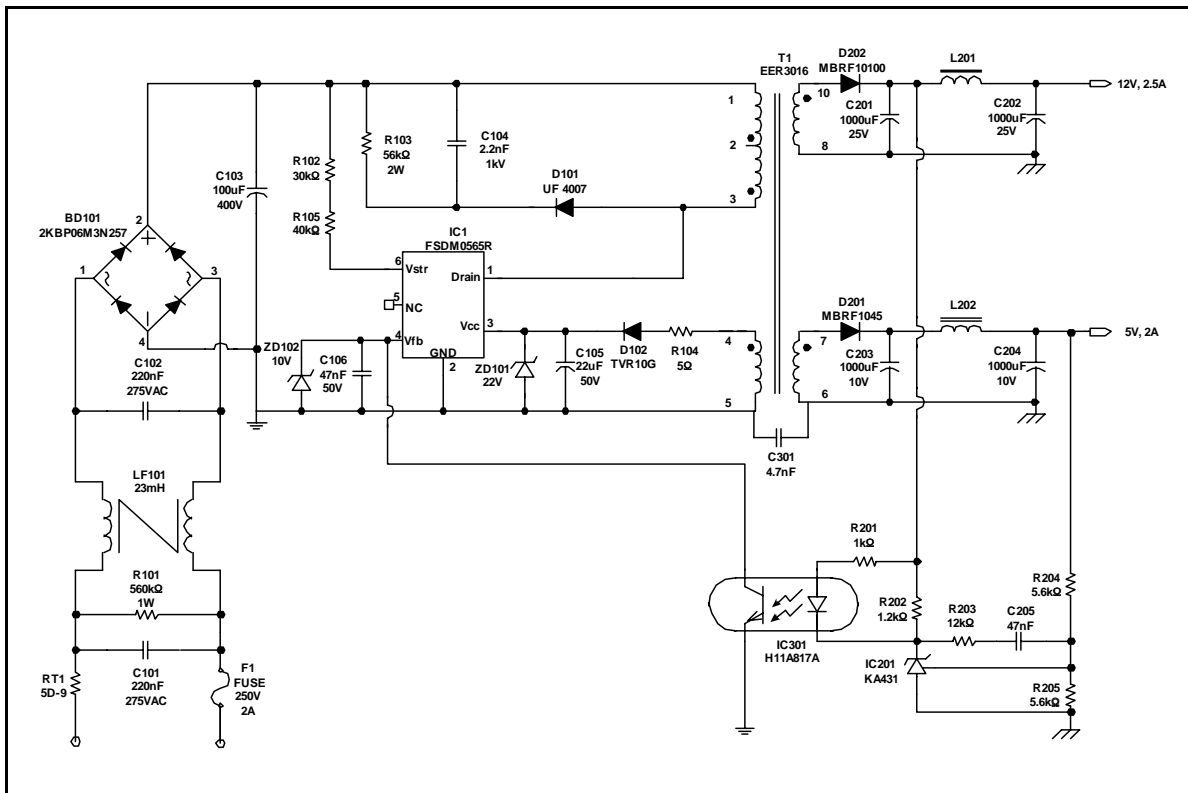 T1
EER3016
D202
MBRF10100
L201
12V, 2.5A
1
2
3
10
8
C201
1000uF
25V
C202
1000uF
25V
C104
2.2nF
1kV
R103
56kΩ
2W
R102
30kΩ
R105
40kΩ
D101
UF 4007
C103
100uF
400V
BD101
2KBP06M3N257
2
1
3
4
IC1
FSDM0565R
6
Vstr
Drain
1
5
NC
Vcc
3
4
Vfb
GND
2
ZD102
10V
C106
47nF
50V
ZD101
22V
C105
22uF
50V
D102
TVR10G
R104
5Ω
4
5
D201
MBRF1045
L202
5V, 2A
7
6
C203
1000uF
10V
C204
1000uF
10V
C102
220nF
275VAC
C301
4.7nF
LF101
23mH
R101
560kΩ
1W
C101
220nF
275VAC
RT1
5D-9
F1
FUSE
250V
2A
R201
1kΩ
R202
1.2kΩ
R203
12kΩ
C205
47nF
R204
5.6kΩ
IC301
H11A817A
IC201
KA431
R205
5.6kΩ